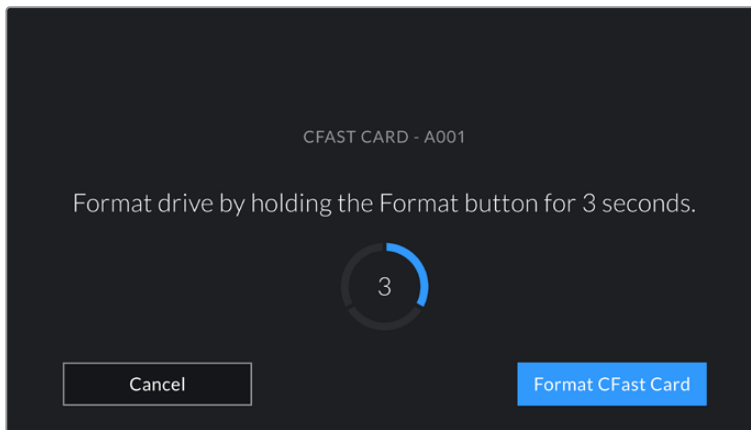 CFAST CARD - A001
Format drive by holding the Format button for 3 seconds.
3
Cancel
Format CFast Card